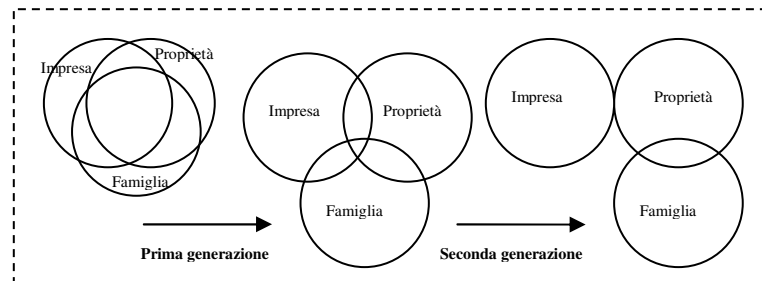 Impresa
Proprietà
Famiglia
Impresa
Proprietà
Famiglia
Impresa
Proprietà
Famiglia
Prima generazione
Seconda generazione